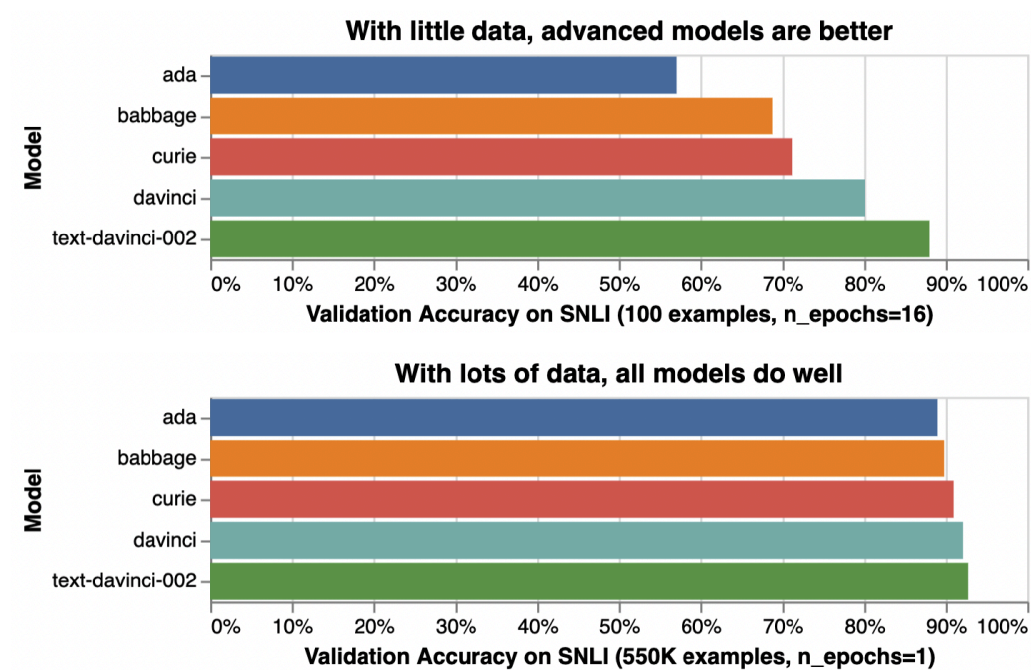 With little data, advanced models are better
Model
ada
babbage
curie
davinci
text-davinci-002
0% 10% 20% 30% 40% 50% 60% 70% 80% 90% 100%
Validation Accuracy on SNLI (100 examples, n_epochs=16)
With lots of data, all models do well
Model
ada
babbage
curie
davinci
text-davinci-002
0% 10% 20% 30% 40% 50% 60% 70% 80% 90% 100%
Validation Accuracy on SNLI (550K examples, n_epochs=1)